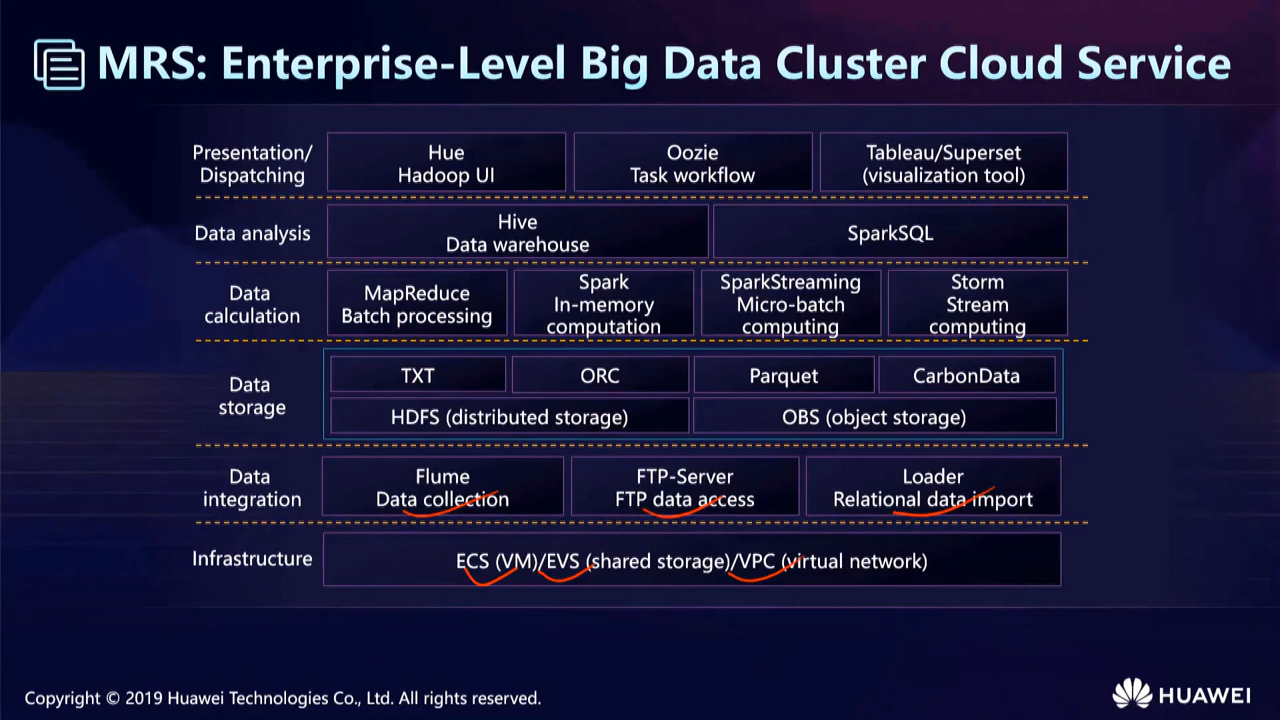 MRS: Enterprise-Level Big Data Cluster Cloud Service
Presentation/
Dispatching
Hue
Hadoop UI
Oozie
Task workflow
Tableau/Superset
(visualization tool)
Data analysis
Hive
Data warehouse
SparkSQL
Data
calculation
MapReduce
Batch processing
Spark
In-memory
computation
SparkStreaming
Micro-batch
computing
Storm
Stream
computing
Data
storage
TXT
ORC
Parquet
CarbonData
HDFS (distributed storage)
OBS (object storage)
Data
integration
Flume
Data collection
FTP-Server
FTP data access
Loader
Relational data import
Infrastructure
ECS (VM)/EVS (shared storage)/VPC (virtual network)
Copyright © 2019 Huawei Technologies Co., Ltd. All rights reserved.
HUAWEI